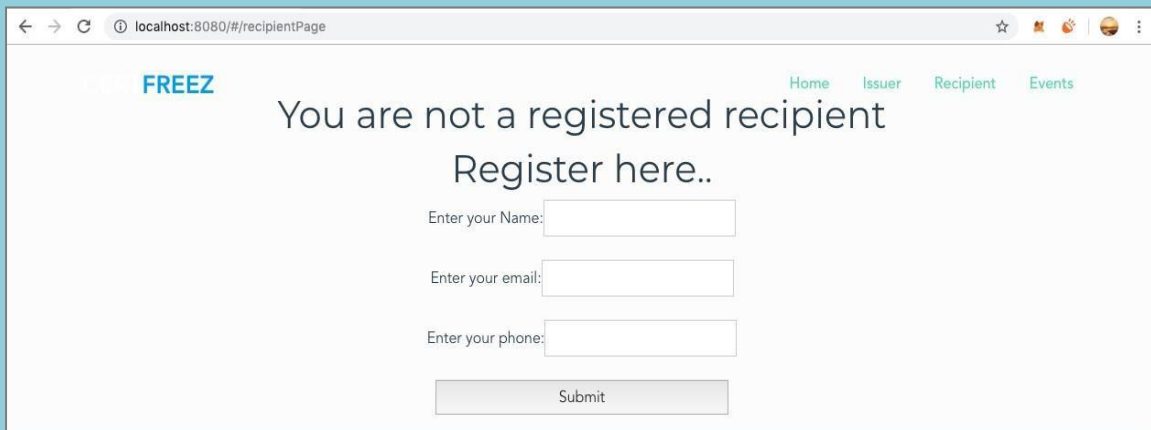 localhost:8080/#/recipientPage
CERTFREEZ
Home Issuer Recipient Events
You are not a registered recipient
Register here..
Enter your Name:
Enter your email:
Enter your phone:
Submit